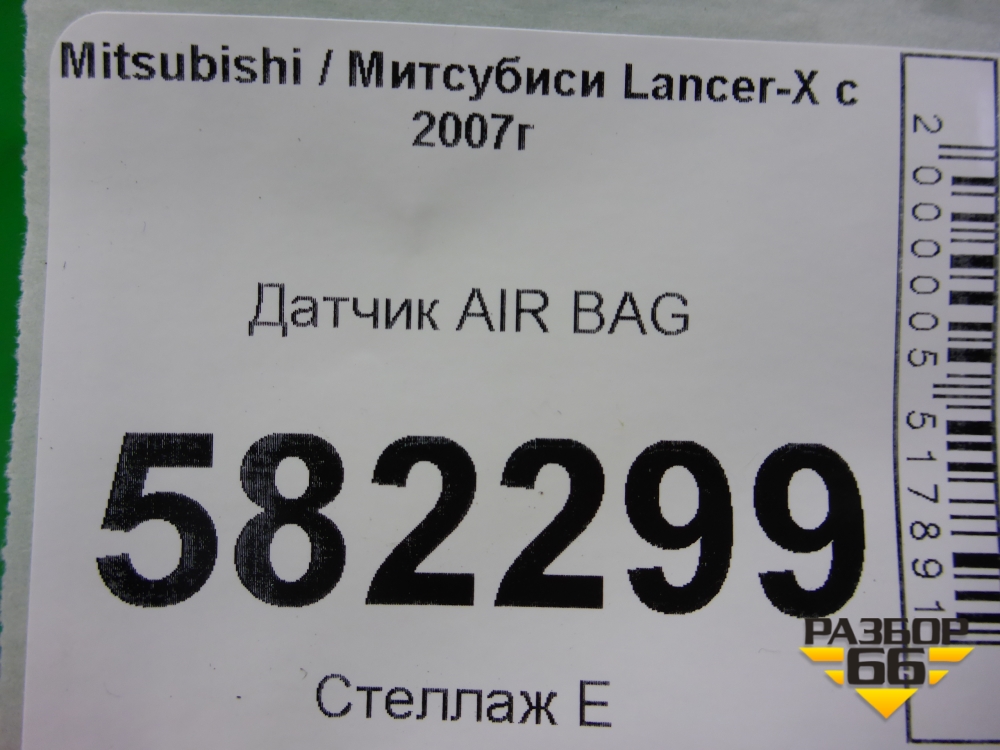 Mitsubishi / Митсубиси Lancer-X с
2007г
Датчик AIR BAG
582299
Стеллаж Е
2000005517891
РАЗБОР
66